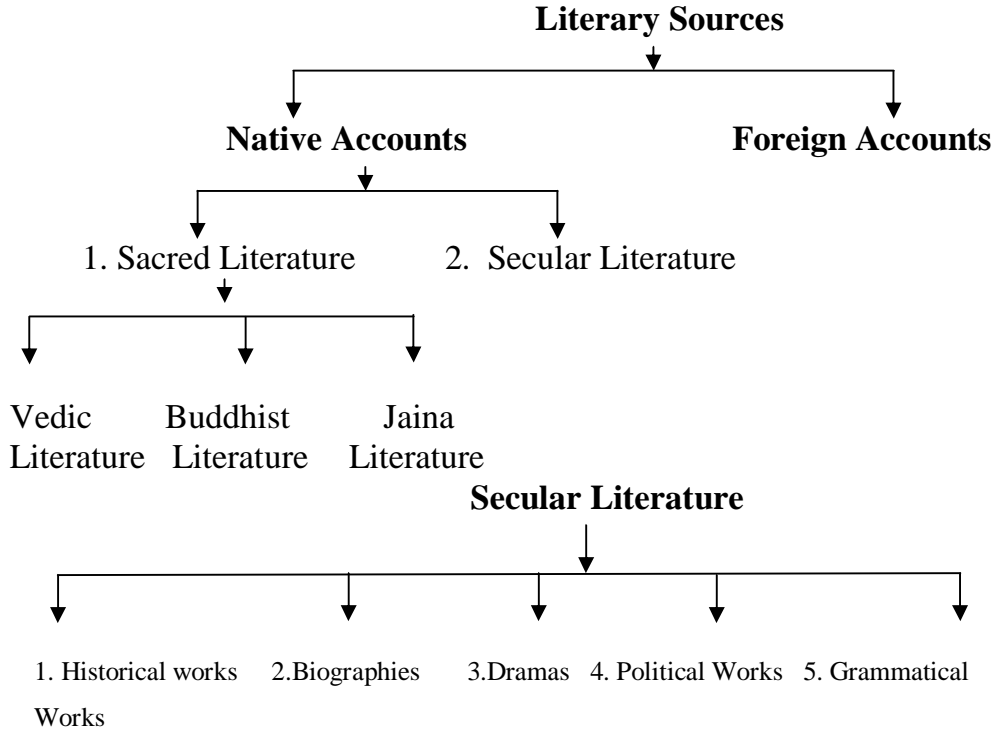 Literary Sources
Native Accounts Foreign Accounts
1. Sacred Literature 2. Secular Literature
Vedic Buddhist Jaina
Literature Literature Literature
Secular Literature
1. Historical works 2.Biographies 3.Dramas 4. Political Works 5. Grammatical
Works